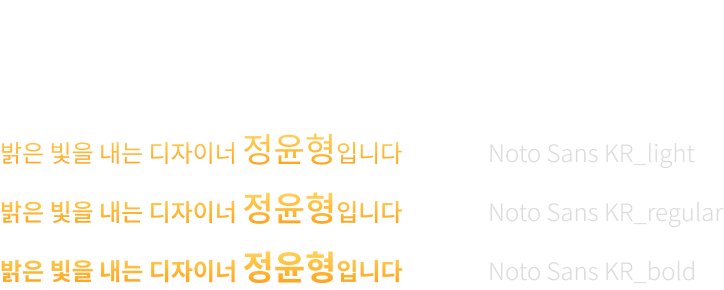 밝은 빛을 내는 디자이너 정윤형입니다 Noto Sans KR_light
밝은 빛을 내는 디자이너 정윤형입니다 Noto Sans KR_regular
밝은 빛을 내는 디자이너 정윤형입니다 Noto Sans KR_bold